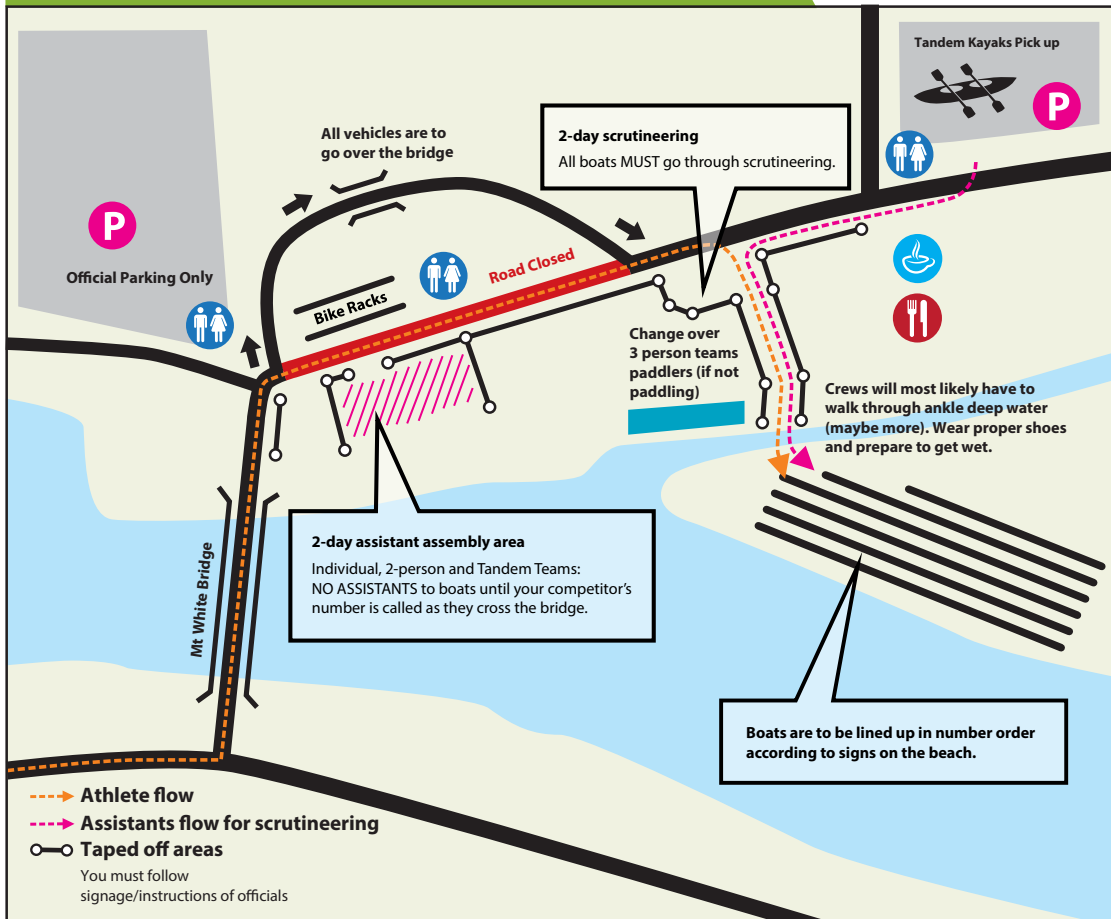 Tandem Kayaks Pick up
P
All vehicles are to
go over the bridge
2-day scrutineering
All boats MUST go through scrutineering.
P
Official Parking Only
Road Closed
Bike Racks
Change over
3 person teams
paddlers (if not
paddling)
Crews will most likely have to
walk through ankle deep water
(maybe more). Wear proper shoes
and prepare to get wet.
2-day assistant assembly area
Individual, 2-person and Tandem Teams:
NO ASSISTANTS to boats until your competitor's
number is called as they cross the bridge.
Mt White Bridge
Boats are to be lined up in number order
according to signs on the beach.
Athlete flow
Assistants flow for scrutineering
Taped off areas
You must follow
signage/instructions of officials